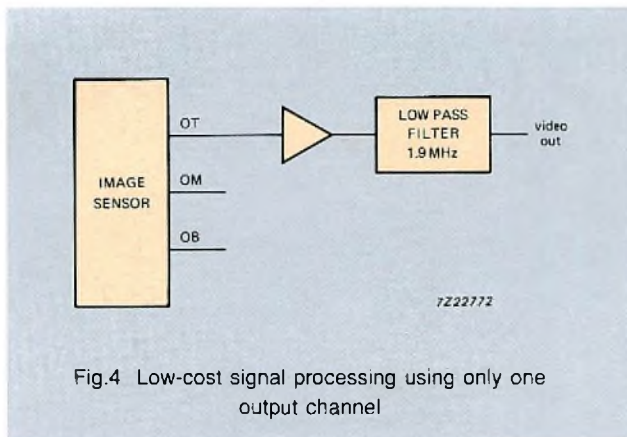 OT
LOW PASS
FILTER
1.9 MHz
video
out
IMAGE
SENSOR
OM
OB
7Z22772
Fig.4 Low-cost signal processing using only one
output channel